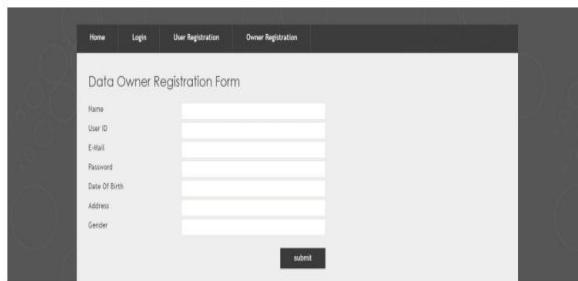 Home Login User Registration Owner Registration
Data Owner Registration Form
Name
User ID
E-Mail
Password
Date Of Birth
Address
Gender
submit